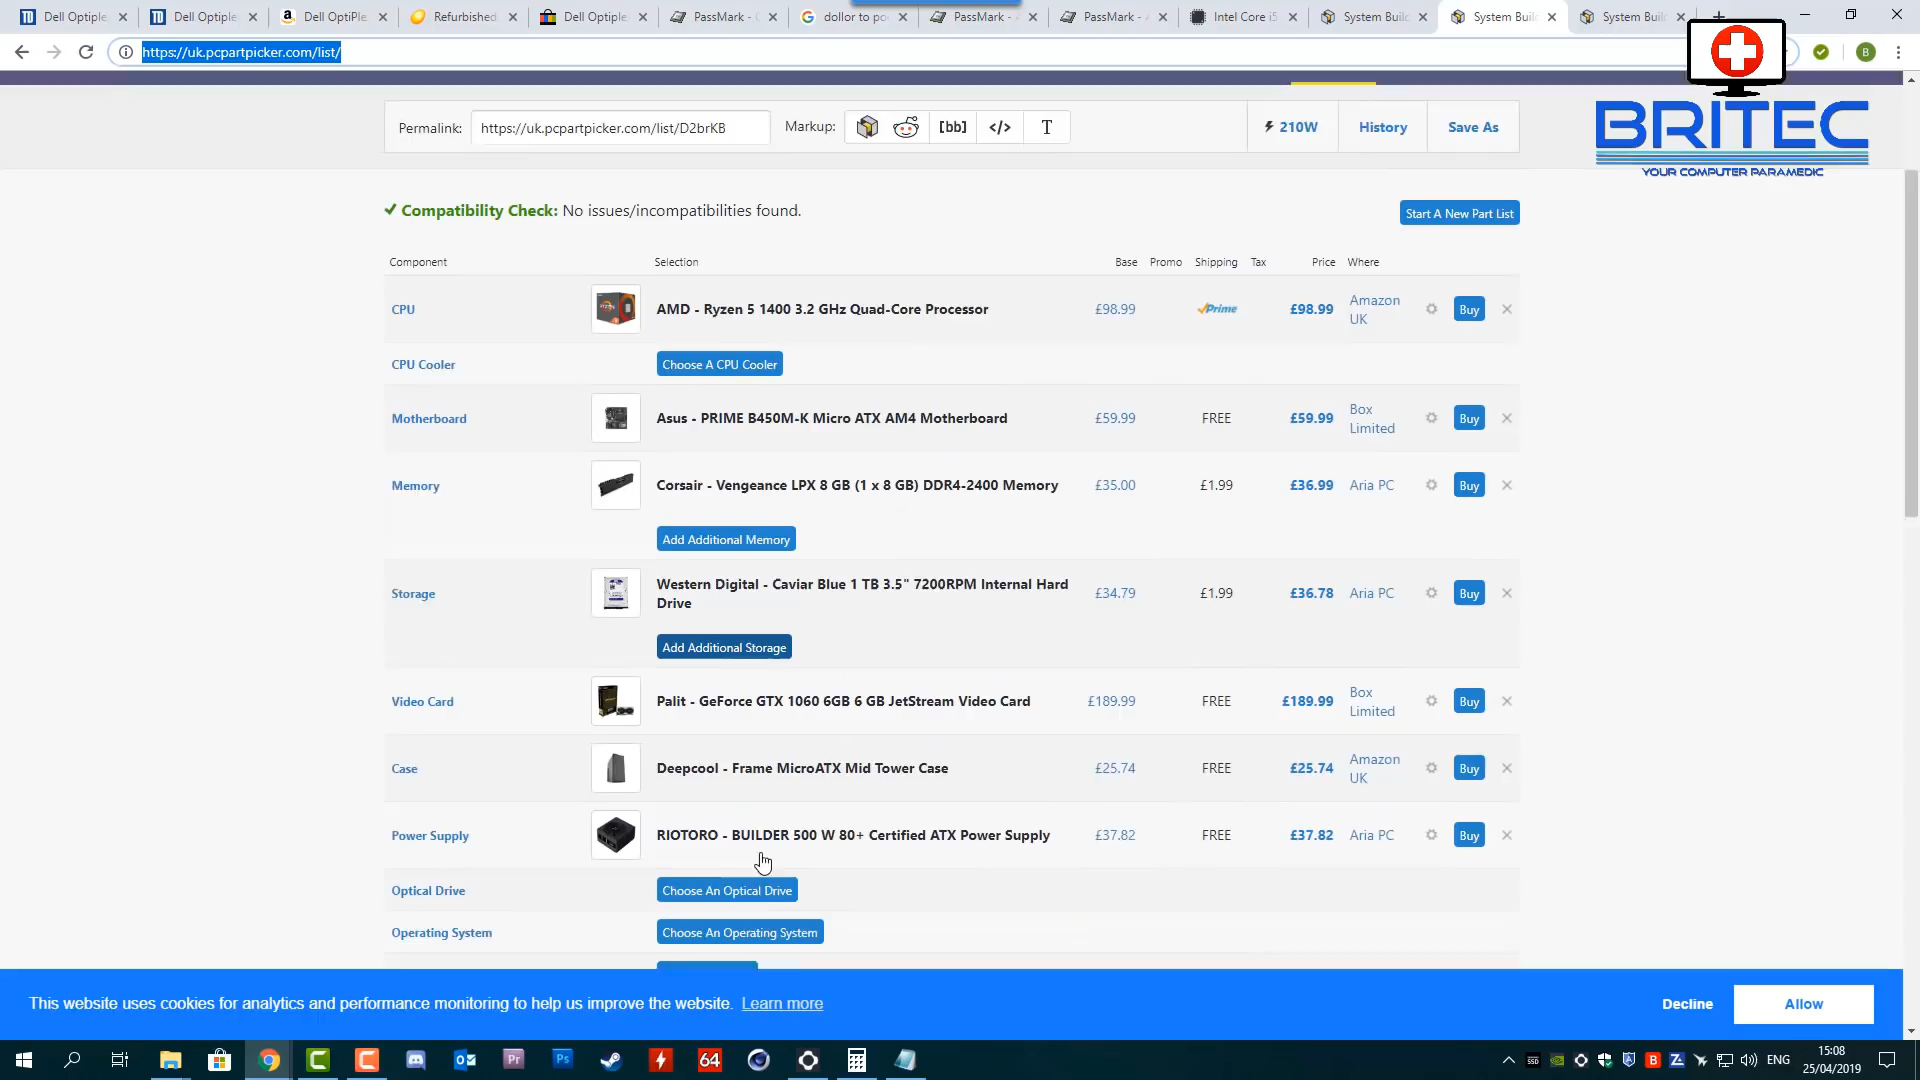 Dell Optiple
Dell Optiple
Dell OptiPle
Refurbished
Dell Optiple
PassMark - C
dollor to po
PassMark - A
PassMark - A
Intel Core i5
System Buil
System Buil
System Buil
https://uk.pcpartpicker.com/list/
B
Permalink: https://uk.pcpartpicker.com/list/D2brKB Markup: [bb] </> T 210W History Save As
BRITEC
YOUR COMPUTER PARAMEDIC
Compatibility Check: No issues/incompatibilities found. Start A New Part List
Component Selection Base Promo Shipping Tax Price Where
CPU AMD - Ryzen 5 1400 3.2 GHz Quad-Core Processor £98.99 Prime £98.99 Amazon UK Buy
CPU Cooler Choose A CPU Cooler
Motherboard Asus - PRIME B450M-K Micro ATX AM4 Motherboard £59.99 FREE £59.99 Box Limited Buy
Memory Corsair - Vengeance LPX 8 GB (1 x 8 GB) DDR4-2400 Memory £35.00 £1.99 £36.99 Aria PC Buy
Add Additional Memory
Storage Western Digital - Caviar Blue 1 TB 3.5" 7200RPM Internal Hard Drive £34.79 £1.99 £36.78 Aria PC Buy
Add Additional Storage
Video Card Palit - GeForce GTX 1060 6GB 6 GB JetStream Video Card £189.99 FREE £189.99 Box Limited Buy
Case Deepcool - Frame MicroATX Mid Tower Case £25.74 FREE £25.74 Amazon UK Buy
Power Supply RIOTORO - BUILDER 500 W 80+ Certified ATX Power Supply £37.82 FREE £37.82 Aria PC Buy
Optical Drive Choose An Optical Drive
Operating System Choose An Operating System
This website uses cookies for analytics and performance monitoring to help us improve the website. Learn more Decline Allow
Pr Ps 64 ENG 15:08
25/04/2019